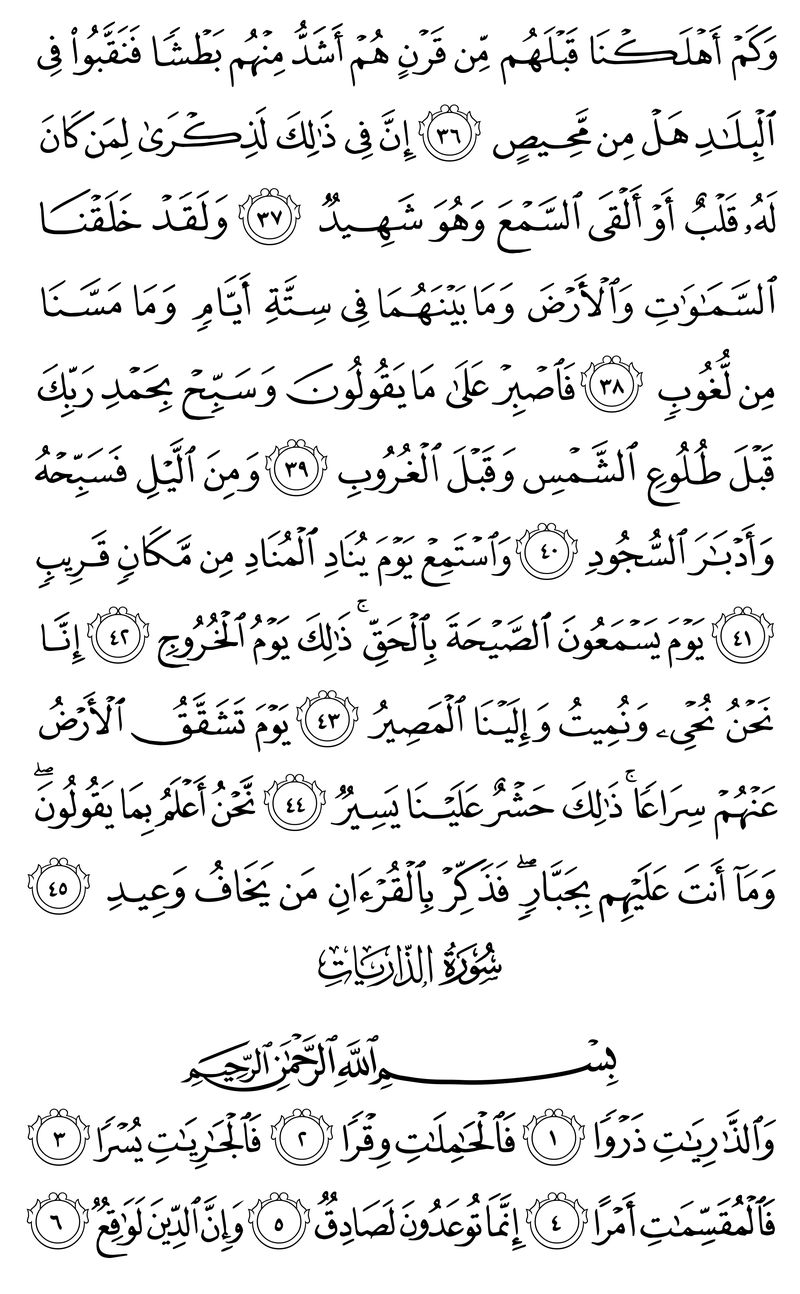 وَكَمْ أَهْلَكْنَا قَبْلَهُم مِّن قَرْنٍ هُمْ أَشَدُّ مِنْهُم بَطْشًا فَنَقَّبُوا۟ فِى
ٱلْبِلَـٰدِ هَلْ مِن مَّحِيصٍ ٣٦ إِنَّ فِى ذَٰلِكَ لَذِكْرَىٰ لِمَن كَانَ
لَهُۥ قَلْبٌ أَوْ أَلْقَى ٱلسَّمْعَ وَهُوَ شَهِيدٌ ٣٧ وَلَقَدْ خَلَقْنَا
ٱلسَّمَـٰوَٰتِ وَٱلْأَرْضَ وَمَا بَيْنَهُمَا فِى سِتَّةِ أَيَّامٍ وَمَا مَسَّنَا
مِن لُّغُوبٍ ٣٨ فَٱصْبِرْ عَلَىٰ مَا يَقُولُونَ وَسَبِّحْ بِحَمْدِ رَبِّكَ
قَبْلَ طُلُوعِ ٱلشَّمْسِ وَقَبْلَ ٱلْغُرُوبِ ٣٩ وَمِنَ ٱلَّيْلِ فَسَبِّحْهُ
وَأَدْبَـٰرَ ٱلسُّجُودِ ٤٠ وَٱسْتَمِعْ يَوْمَ يُنَادِ ٱلْمُنَادِ مِن مَّكَانٍ قَرِيبٍ
٤١ يَوْمَ يَسْمَعُونَ ٱلصَّيْحَةَ بِٱلْحَقِّ ۚ ذَٰلِكَ يَوْمُ ٱلْخُرُوجِ ٤٢ إِنَّا
نَحْنُ نُحْىِۦ وَنُمِيتُ وَإِلَيْنَا ٱلْمَصِيرُ ٤٣ يَوْمَ تَشَقَّقُ ٱلْأَرْضُ
عَنْهُمْ سِرَاعًا ۚ ذَٰلِكَ حَشْرٌ عَلَيْنَا يَسِيرٌ ٤٤ نَّحْنُ أَعْلَمُ بِمَا يَقُولُونَ ۖ
وَمَآ أَنتَ عَلَيْهِم بِجَبَّارٍ ۖ فَذَكِّرْ بِٱلْقُرْءَانِ مَن يَخَافُ وَعِيدِ ٤٥
سُورَةُ الذَّارِيَاتِ
بِسْمِ ٱللَّهِ ٱلرَّحْمَـٰنِ ٱلرَّحِيمِ
وَٱلذَّٰرِيَـٰتِ ذَرْوًا ١ فَٱلْحَـٰمِلَـٰتِ وِقْرًا ٢ فَٱلْجَـٰرِيَـٰتِ يُسْرًا ٣
فَٱلْمُقَسِّمَـٰتِ أَمْرًا ٤ إِنَّمَا تُوعَدُونَ لَصَادِقٌ ٥ وَإِنَّ ٱلدِّينَ لَوَٰقِعٌ ٦